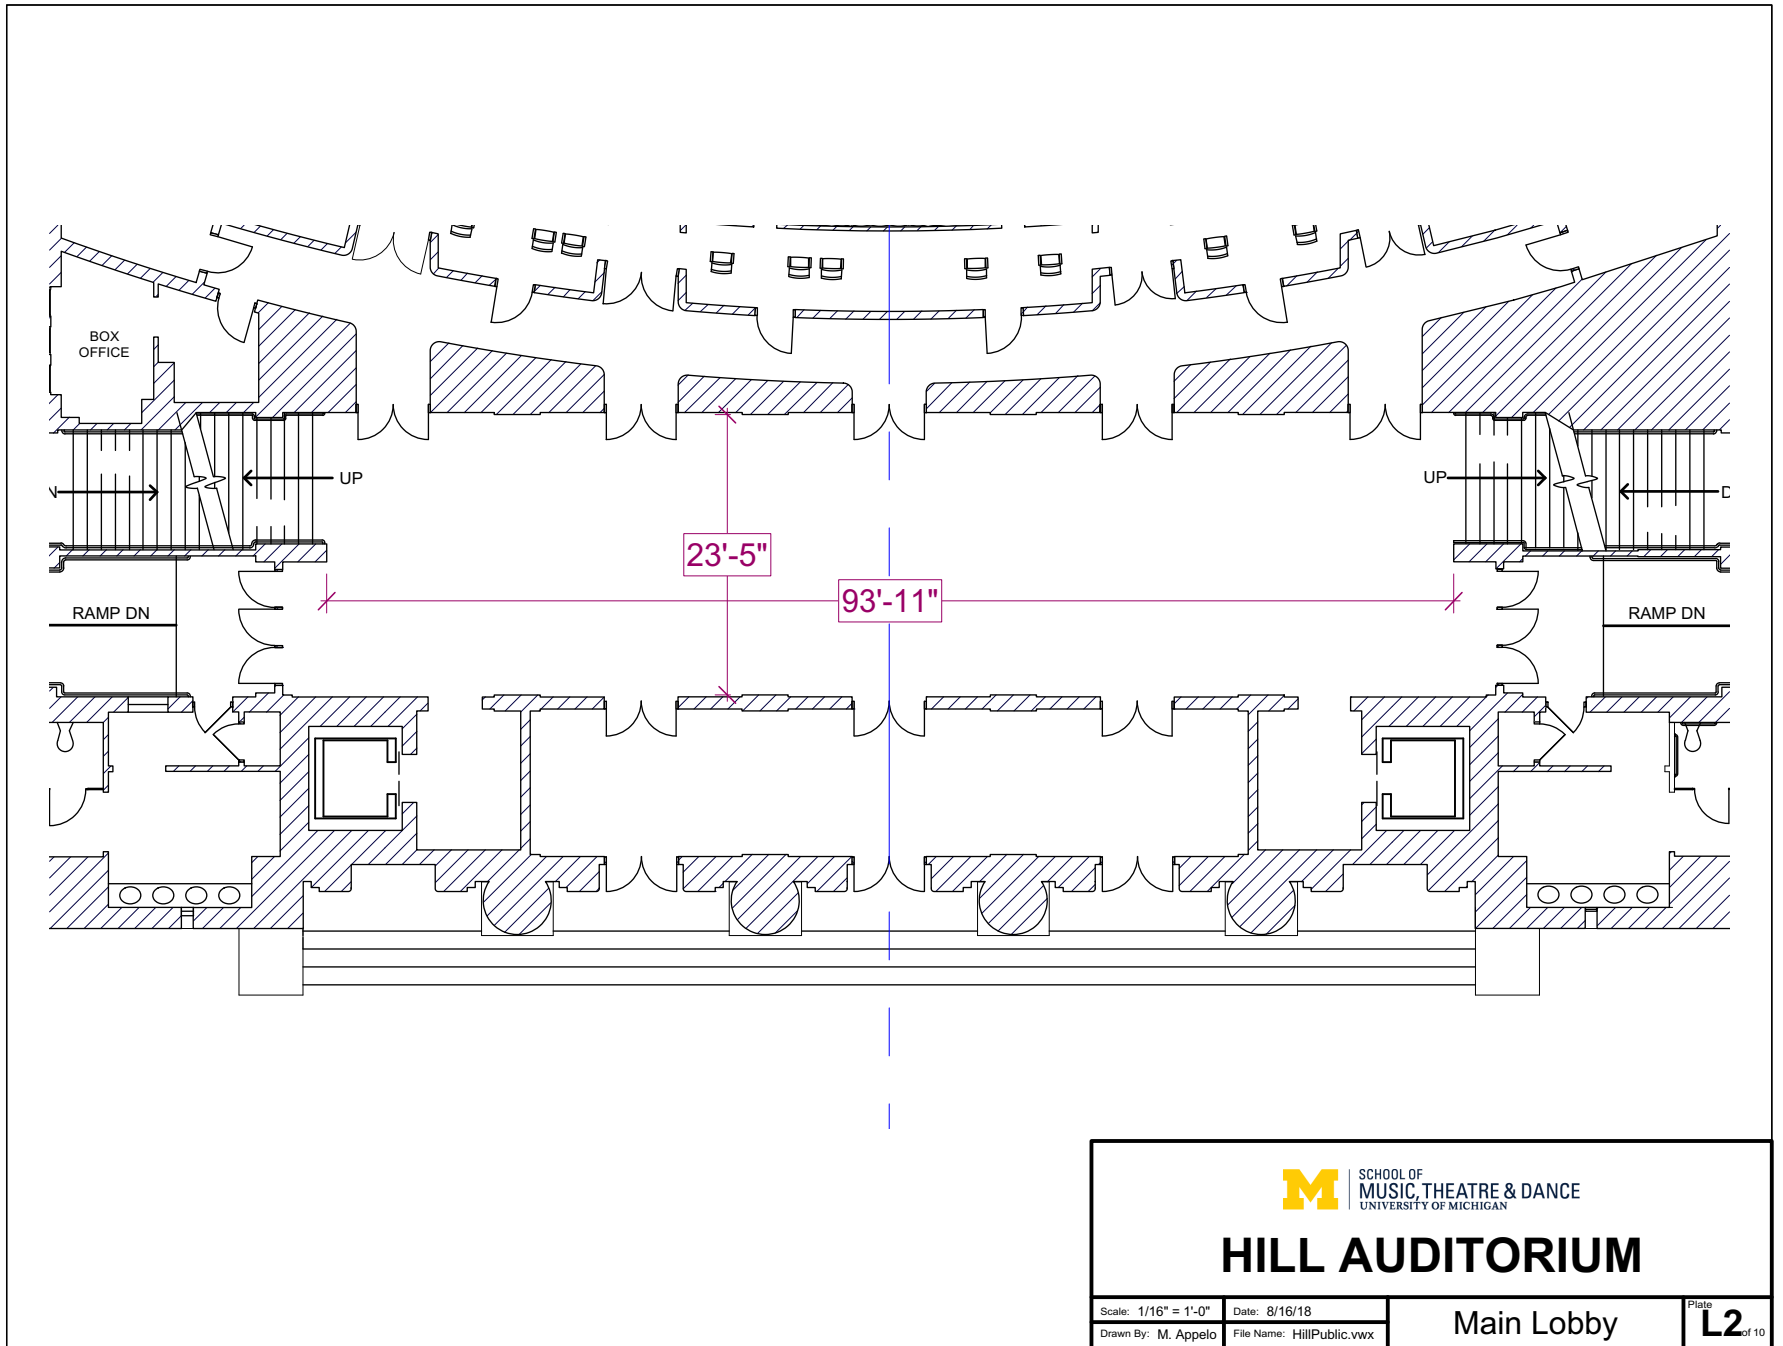 BOX
OFFICE
UP
UP
23'-5"
93'-11"
RAMP DN
RAMP DN
M
SCHOOL OF
MUSIC, THEATRE & DANCE
UNIVERSITY OF MICHIGAN
HILL AUDITORIUM
Scale: 1/16" = 1'-0"
Date: 8/16/18
Drawn By: M. Appelo
File Name: HillPublic.vwx
Main Lobby
Plate
L2 of 10